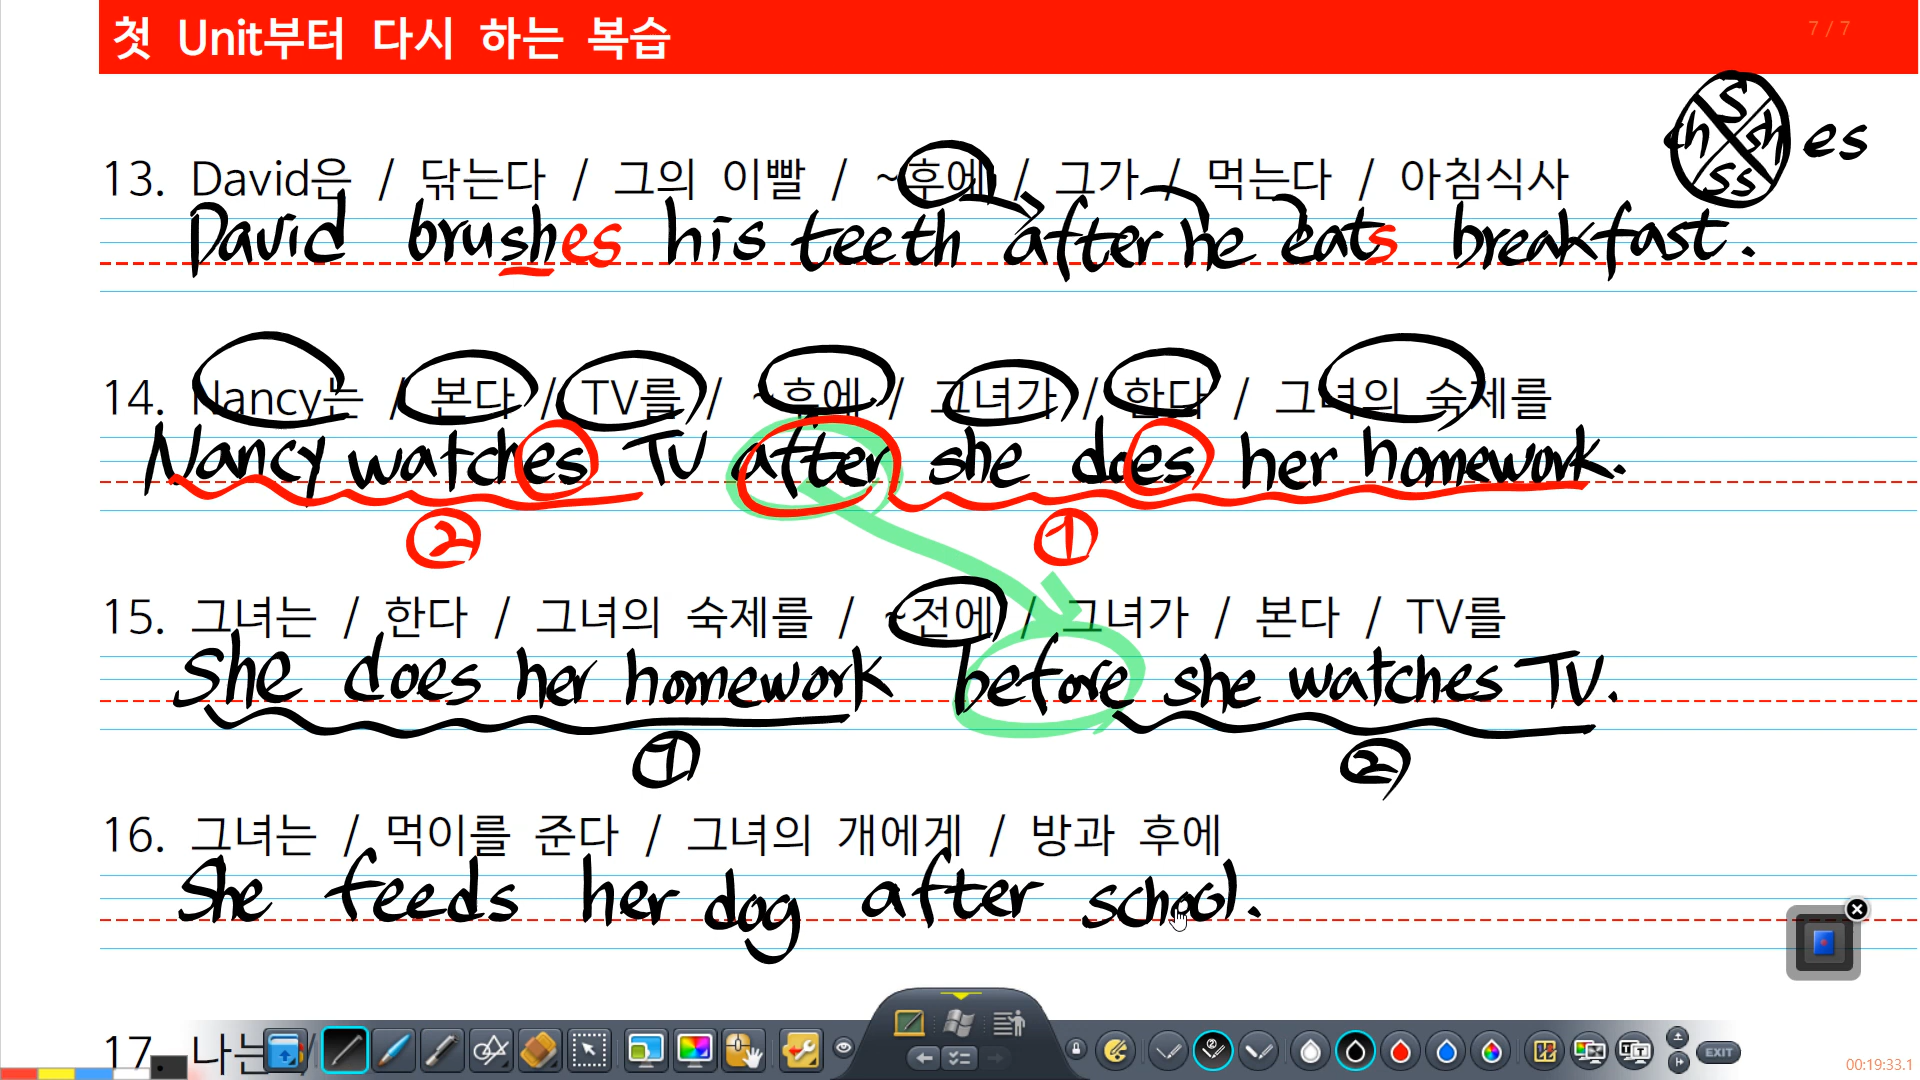 첫 Unit부터 다시 하는 복습
7 / 7
S
ch sh es
ss
13. David은 / 닦는다 / 그의 이빨 / ~후에 / 그가 / 먹는다 / 아침식사
David brushes his teeth after he eats breakfast.
14. Nancy는 / 본다 / TV를 / ~후에 / 그녀가 / 한다 / 그녀의 숙제를
Nancy watches TV after she does her homework.
② ①
15. 그녀는 / 한다 / 그녀의 숙제를 / ~전에 / 그녀가 / 본다 / TV를
She does her homework before she watches TV.
① ②
16. 그녀는 / 먹이를 준다 / 그녀의 개에게 / 방과 후에
She feeds her dog after school.
17. 나는 /
EXIT
00:19:33.1